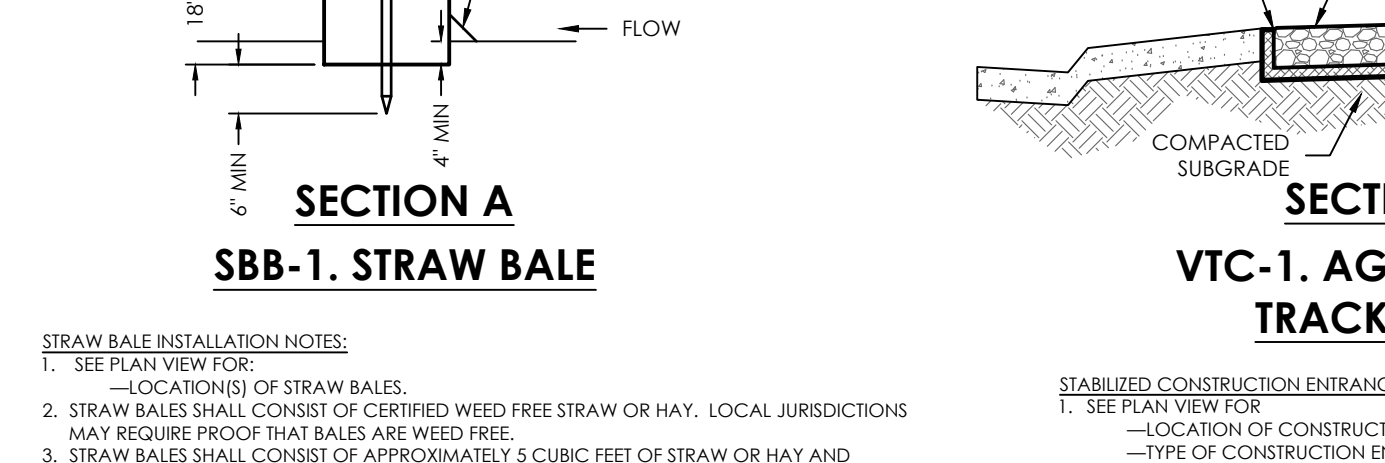 18"
FLOW
4" MIN
6" MIN
SECTION A
SBB-1. STRAW BALE
STRAW BALE INSTALLATION NOTES:
1. SEE PLAN VIEW FOR:
—LOCATION(S) OF STRAW BALES.
2. STRAW BALES SHALL CONSIST OF CERTIFIED WEED FREE STRAW OR HAY. LOCAL JURISDICTIONS
MAY REQUIRE PROOF THAT BALES ARE WEED FREE.
3. STRAW BALES SHALL CONSIST OF APPROXIMATELY 5 CUBIC FEET OF STRAW OR HAY AND
COMPACTED
SUBGRADE
SECTI
VTC-1. AG
TRACK
STABILIZED CONSTRUCTION ENTRANC
1. SEE PLAN VIEW FOR
—LOCATION OF CONSTRUCT
—TYPE OF CONSTRUCTION EN